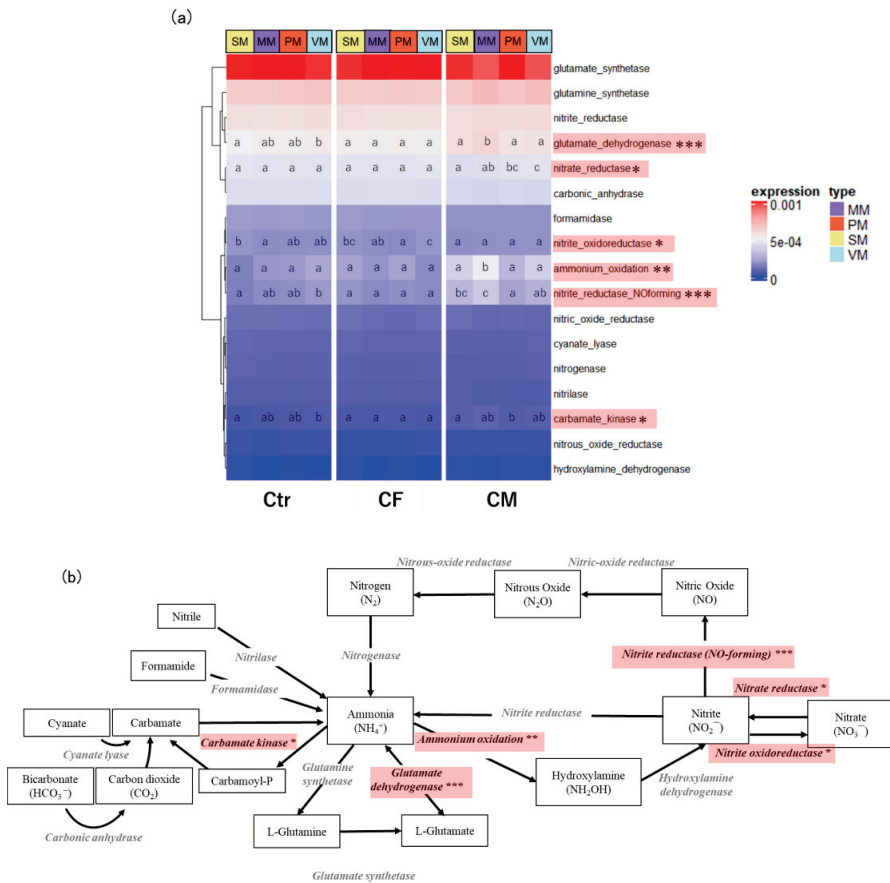 (a)
SM MM PM VM SM MM PM VM SM MM PM VM
glutamate_synthetase
glutamine_synthetase
nitrite_reductase
a ab ab b a a a a a b a a glutamate_dehydrogenase ***
a a a a a a a a a ab bc c nitrate_reductase *
carbonic_anhydrase
formamidase
b a ab ab bc ab a c a a a a nitrite_oxidoreductase *
a a a a a a a a a b a a ammonium_oxidation **
a ab ab b a a a a bc c a ab nitrite_reductase_NOforming ***
nitric_oxide_reductase
cyanate_lyase
nitrogenase
nitrilase
a ab ab b a a a a a ab b ab carbamate_kinase *
nitrous_oxide_reductase
hydroxylamine_dehydrogenase
Ctr CF CM
expression
0.001
5e-04
0
type
MM
PM
SM
VM
(b)
Nitrous-oxide reductase
Nitric-oxide reductase
Nitrogen
(N₂)
Nitrous Oxide
(N₂O)
Nitric Oxide
(NO)
Nitrile
Nitrilase
Nitrogenase
Nitrite reductase (NO-forming) ***
Formamide
Formamidase
Nitrate reductase *
Cyanate
Carbamate
Ammonia
(NH₄⁺)
Nitrite reductase
Nitrite
(NO₂⁻)
Nitrate
(NO₃⁻)
Cyanate lyase
Carbamate kinase *
Ammonium oxidation **
Nitrite oxidoreductase *
Bicarbonate
(HCO₃⁻)
Carbon dioxide
(CO₂)
Carbamoyl-P
Glutamine
synthetase
Glutamate
dehydrogenase ***
Hydroxylamine
(NH₂OH)
Hydroxylamine
dehydrogenase
Carbonic anhydrase
L-Glutamine
L-Glutamate
Glutamate synthetase